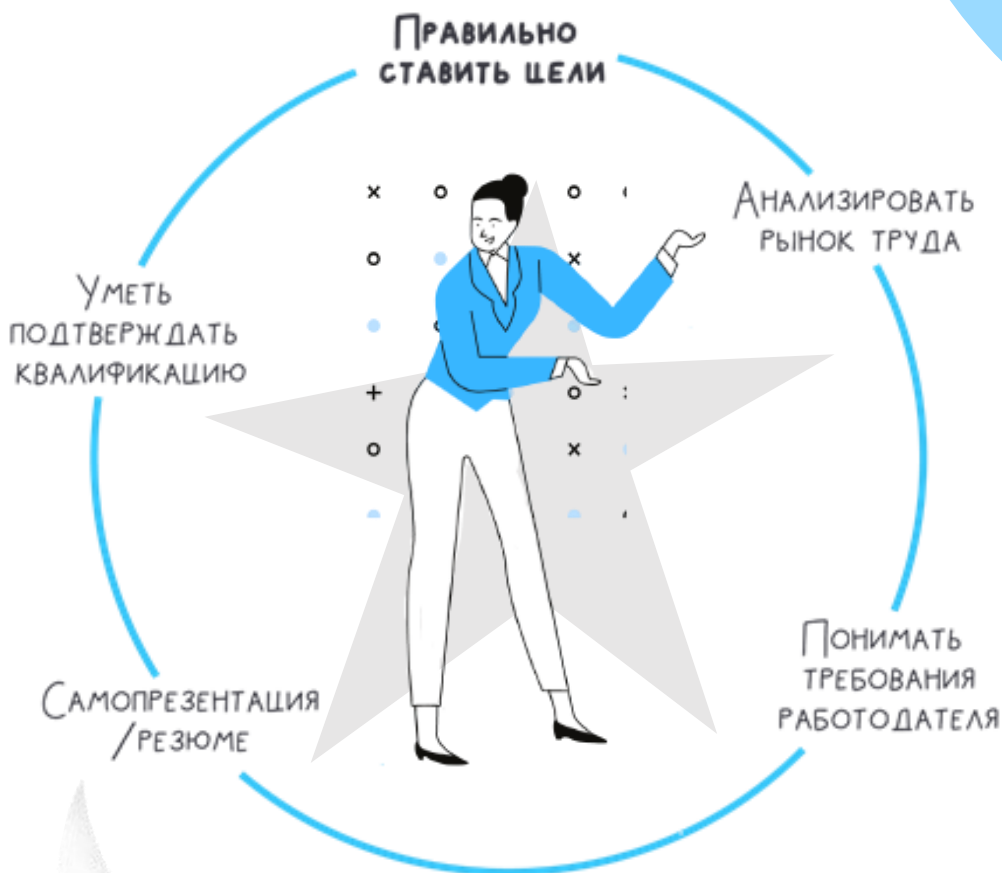 Правильно
ставить цели
Анализировать
рынок труда
Понимать
требования
работодателя
Самопрезентация
/резюме
Уметь
подтверждать
квалификацию